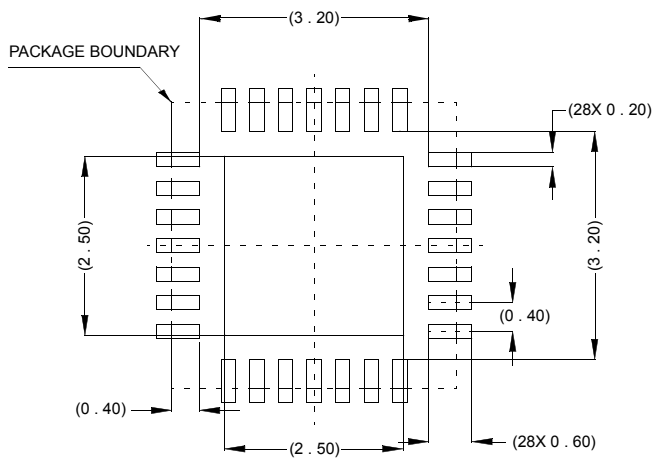 (3 . 20)
PACKAGE BOUNDARY
(28X 0 . 20)
(2 . 50)
(3 . 20)
(0 . 40)
(0 . 40)
(2 . 50)
(28X 0 . 60)